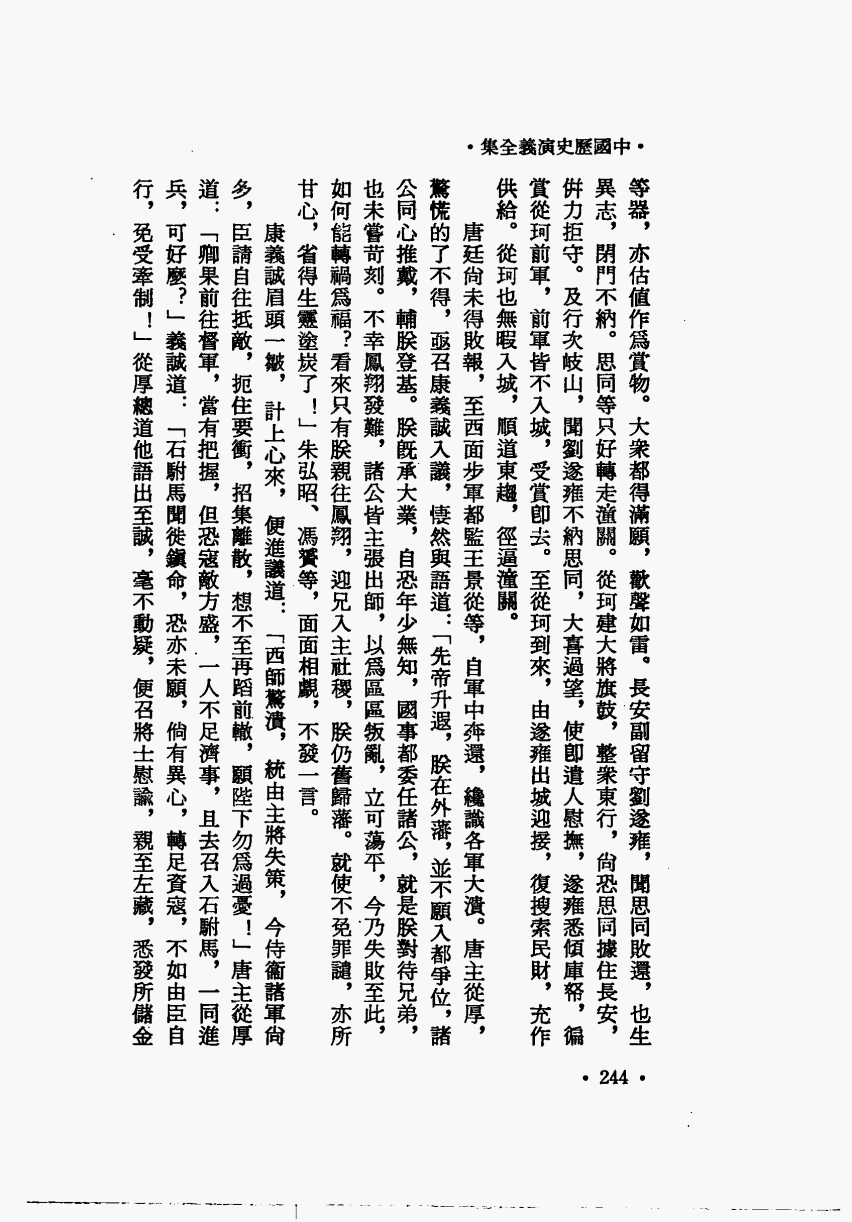 •中國歷史演義全集•
等器，亦估值作爲賞物。大衆都得滿願，歡聲如雷。長安副留守劉遂雍，聞思同敗還，也生
異志，閉門不納。思同等只好轉走潼關。從珂建大將旗鼓，整衆東行，尚恐思同據住長安，
倂力拒守。及行次岐山，聞劉遂雍不納思同，大喜過望，使卽遣人慰撫，遂雍悉傾庫帑，徧
賞從珂前軍，前軍皆不入城，受賞卽去。至從珂到來，由遂雍出城迎接，復搜索民財，充作
供給。從珂也無暇入城，順道東趨，徑逼潼關。
唐廷尚未得敗報，至西面步軍都監王景從等，自軍中奔還，纔識各軍大潰。唐主從厚，
驚慌的了不得，亟召康義誠入議，悽然與語道：「先帝升遐，朕在外藩，並不願入都爭位，諸
公同心推戴，輔朕登基。朕旣承大業，自恐年少無知，國事都委任諸公，就是朕對待兄弟，
也未嘗苛刻。不幸鳳翔發難，諸公皆主張出師，以爲區區叛亂，立可蕩平，今乃失敗至此，
如何能轉禍爲福？看來只有朕親往鳳翔，迎兄入主社稷，朕仍舊歸藩。就使不免罪譴，亦所
甘心，省得生靈塗炭了！」朱弘昭、馮贇等，面面相覷，不發一言。
康義誠眉頭一皺，計上心來，便進議道：「西師驚潰，統由主將失策，今侍衞諸軍尚
多，臣請自往抵敵，扼住要衝，招集離散，想不至再蹈前轍，願陛下勿爲過憂！」唐主從厚
道：「卿果前往督軍，當有把握，但恐寇敵方盛，一人不足濟事，且去召入石駙馬，一同進
兵，可好麼？」義誠道：「石駙馬聞徙鎭命，恐亦未願，倘有異心，轉足資寇，不如由臣自
行，免受牽制！」從厚總道他語出至誠，毫不動疑，便召將士慰諭，親至左藏，悉發所儲金
•244•